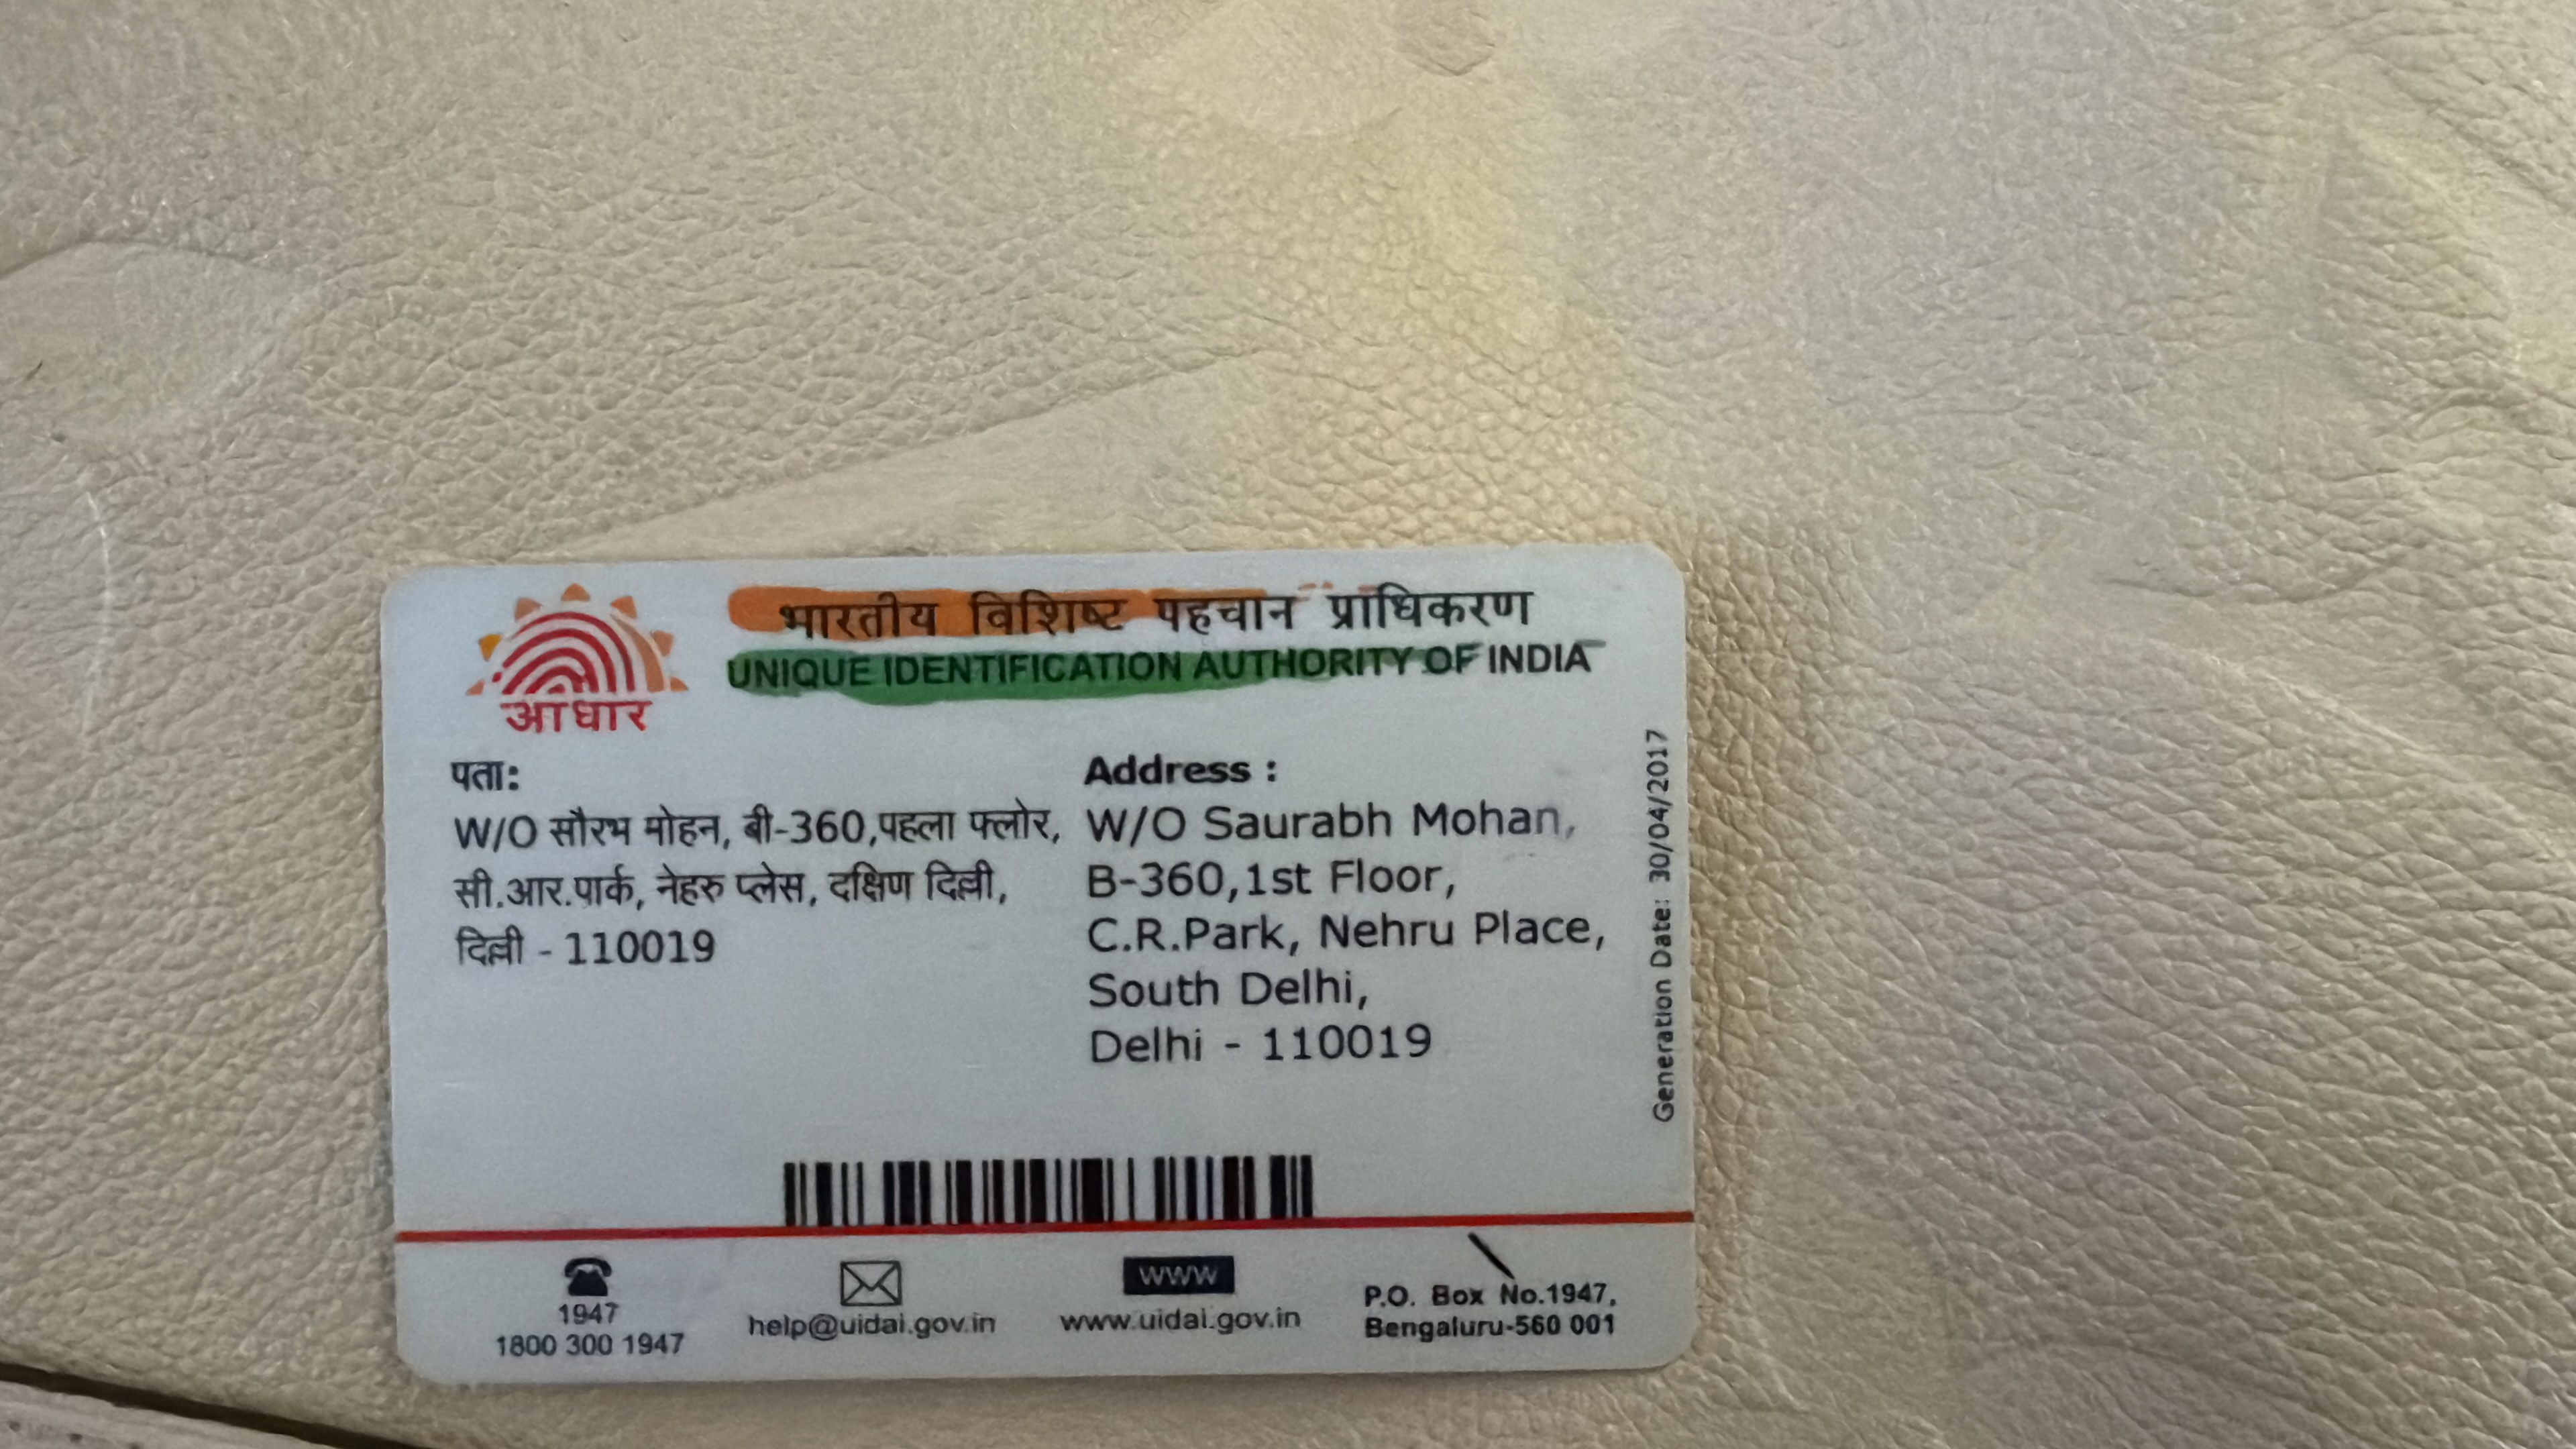 भारतीय विशिष्ट पहचान प्राधिकरण
UNIQUE IDENTIFICATION AUTHORITY OF INDIA
आधार
पता:
W/O सौरभ मोहन, बी-360,पहला फ्लोर,
सी.आर.पार्क, नेहरु प्लेस, दक्षिण दिल्ली,
दिल्ली - 110019
Address :
W/O Saurabh Mohan,
B-360,1st Floor,
C.R.Park, Nehru Place,
South Delhi,
Delhi - 110019
Generation Date: 30/04/2017
1947
1800 300 1947
help@uidai.gov.in
www
www.uidai.gov.in
P.O. Box No.1947,
Bengaluru-560 001